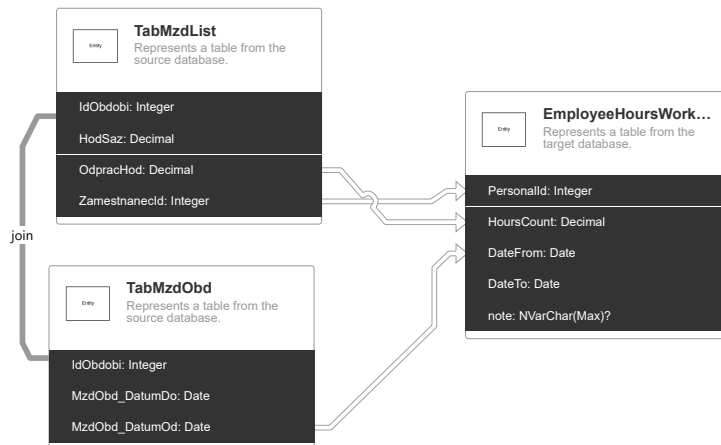 TabMzdList
Entity
Represents a table from the
source database.
IdObdobi: Integer
HodSaz: Decimal
OdpracHod: Decimal
ZamestnanecId: Integer
join
TabMzdObd
Entity
Represents a table from the
source database.
IdObdobi: Integer
MzdObd_DatumDo: Date
MzdObd_DatumOd: Date
EmployeeHoursWork...
Entity
Represents a table from the
target database.
PersonalId: Integer
HoursCount: Decimal
DateFrom: Date
DateTo: Date
note: NVarChar(Max)?